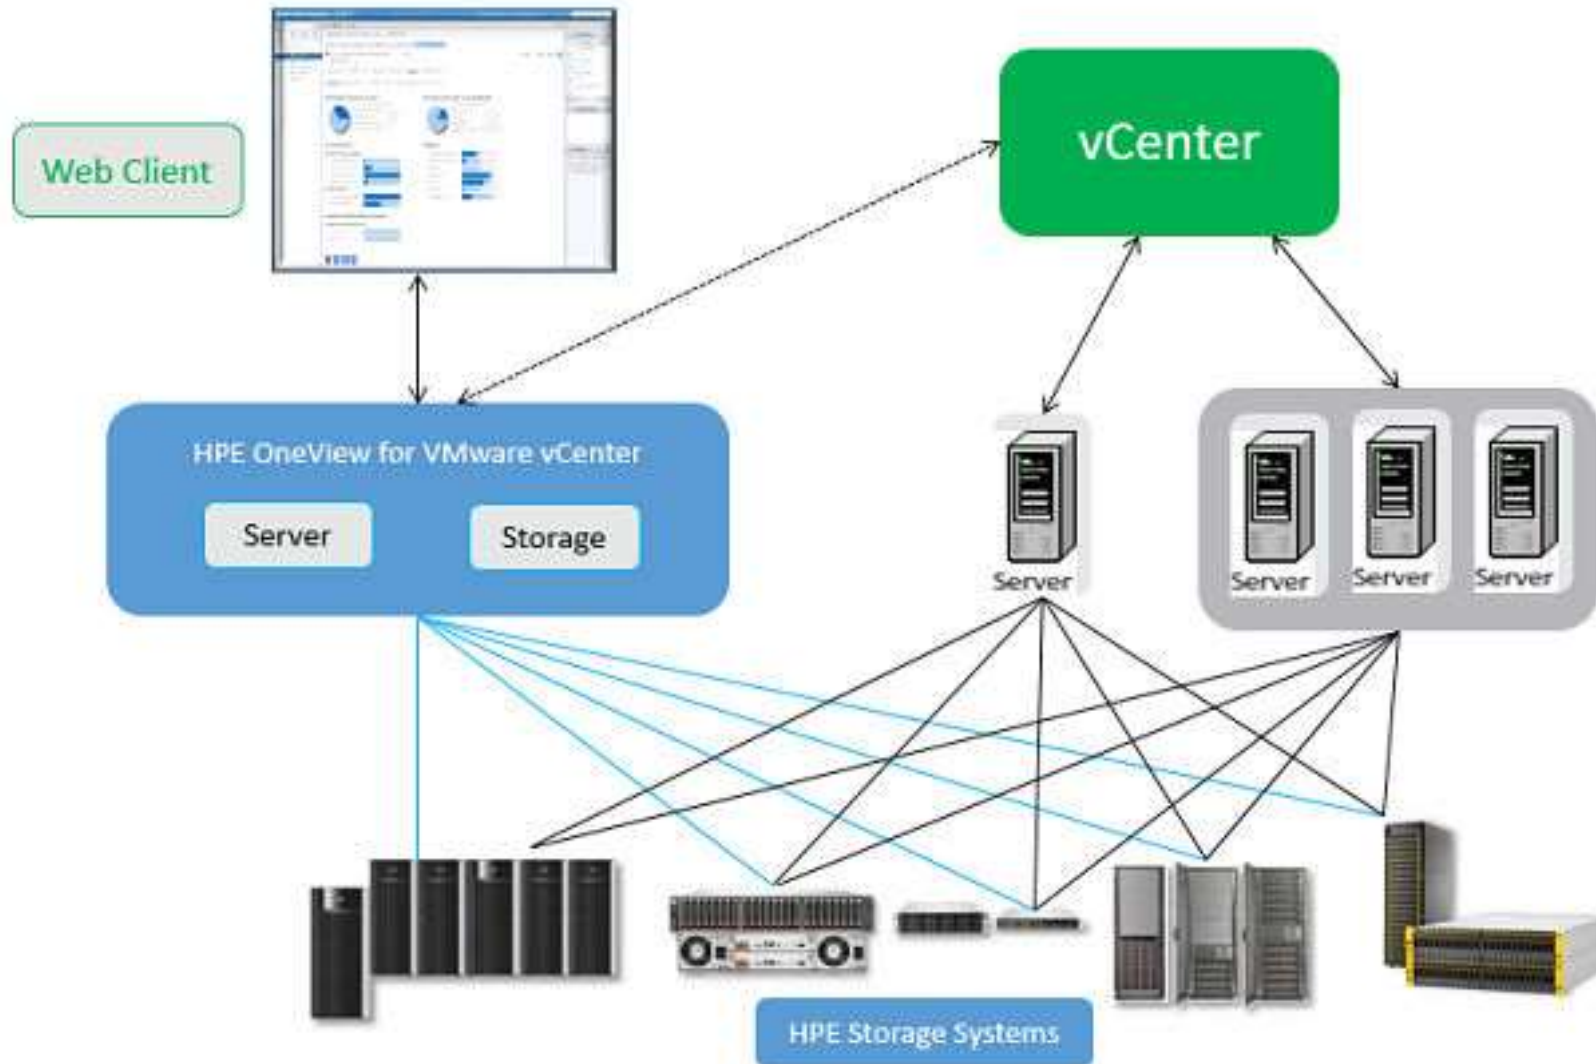 Web Client
vCenter
HPE OneView for VMware vCenter
Server
Storage
Server
Server
Server
Server
HPE Storage Systems